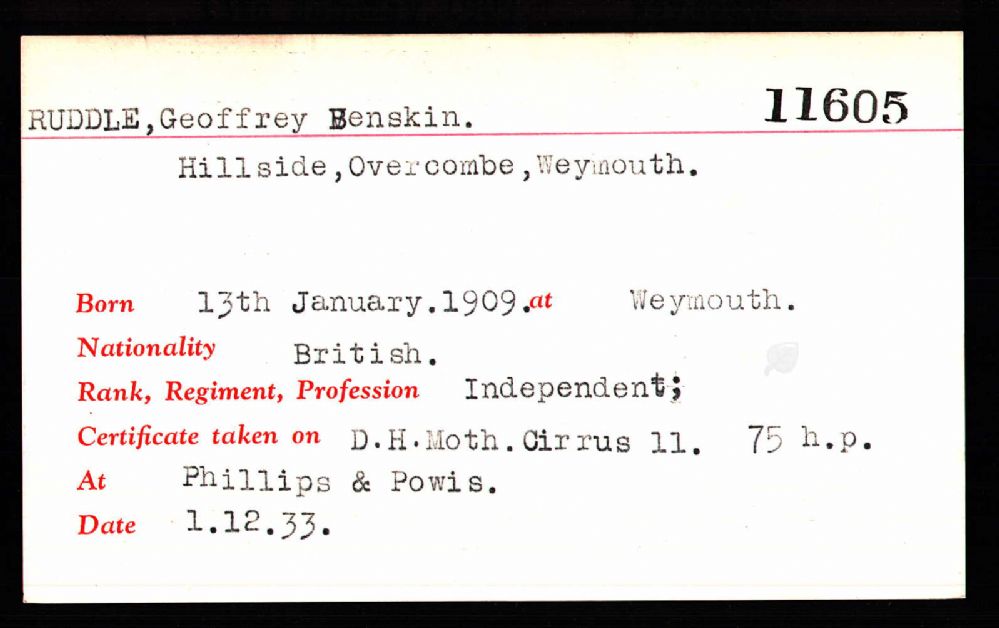 RUDDLE,Geoffrey Benskin.
11605
Hillside,Overcombe,Weymouth.
Born 13th January.1909.at Weymouth.
Nationality British.
Rank, Regiment, Profession Independent;
Certificate taken on D.H.Moth.Cirrus 11. 75 h.p.
At Phillips & Powis.
Date 1.12.33.